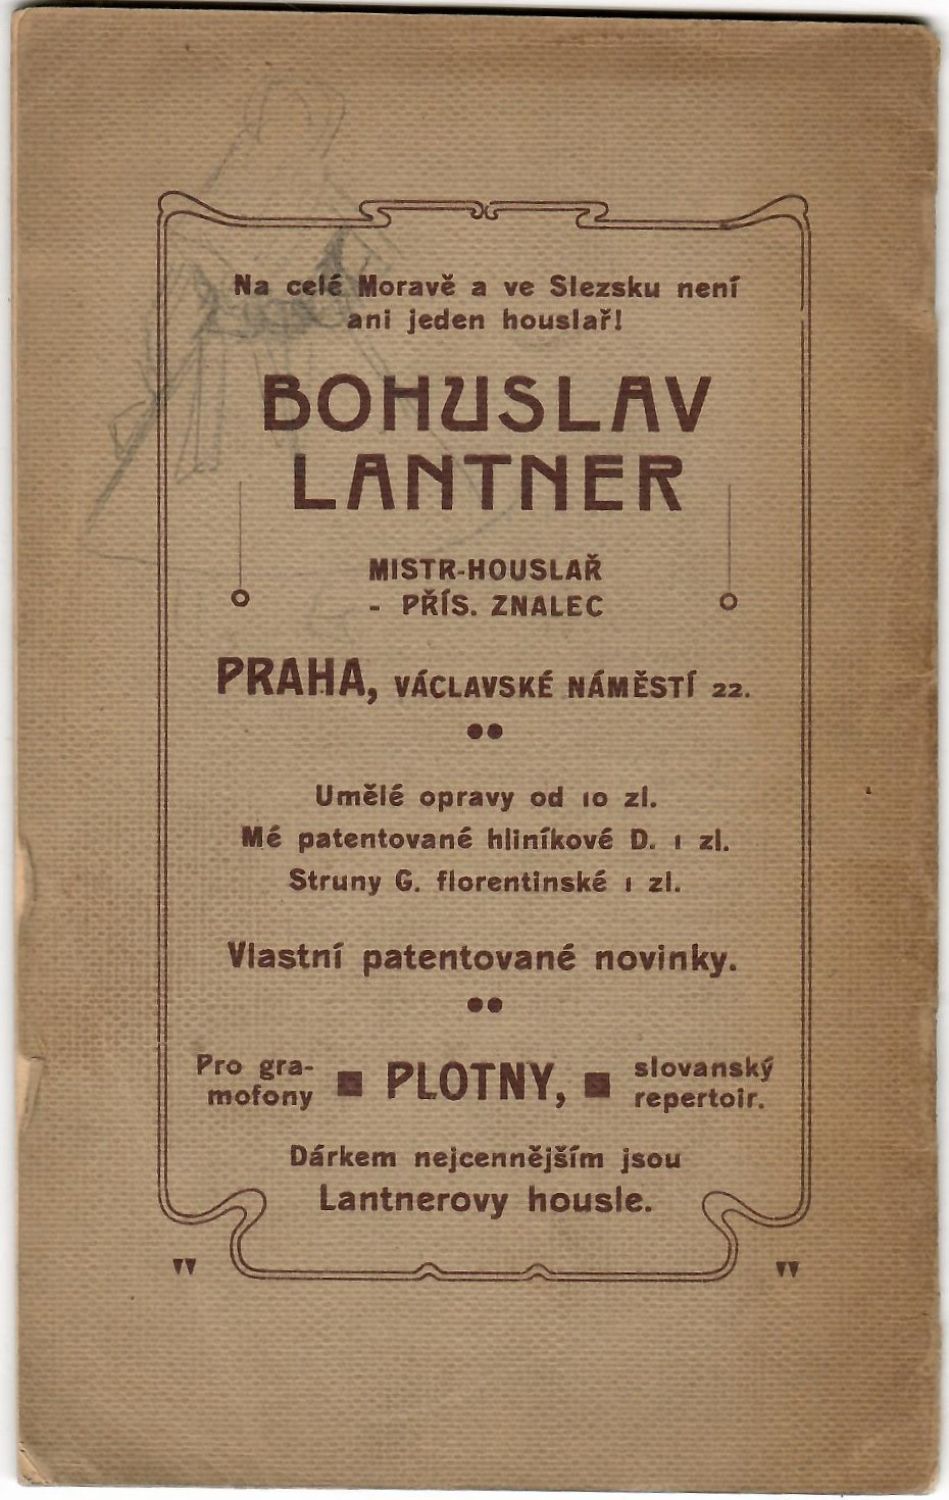 Na celé Moravě a ve Slezsku není
ani jeden houslař!
BOHUSLAV
LANTNER
MISTR-HOUSLAŘ
- PŘÍS. ZNALEC
PRAHA, VÁCLAVSKÉ NÁMĚSTÍ 22.
Umělé opravy od 10 zl.
Mé patentované hliníkové D. 1 zl.
Struny G. florentinské 1 zl.
Vlastní patentované novinky.
Pro gra-
mofony
PLOTNY,
slovanský
repertoir.
Dárkem nejcennějším jsou
Lantnerovy housle.